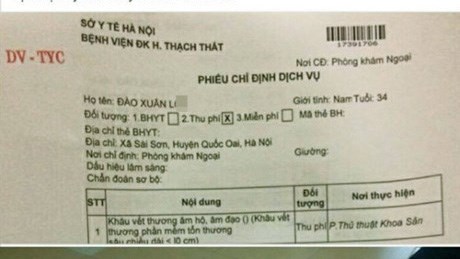 SỞ Y TẾ HÀ NỘI
BỆNH VIỆN ĐK H. THẠCH THẤT
17391706
DV - TYC
Nơi CĐ: Phòng khám Ngoại
PHIẾU CHỈ ĐỊNH DỊCH VỤ
Họ tên: ĐÀO XUÂN
Giới tính: Nam Tuổi: 34
Đối tượng: 1.BHYT 2.Thu phí X 3.Miễn phí Mã thẻ BH:
Địa chỉ thẻ BHYT:
Địa chỉ: Xã Sài Sơn, Huyện Quốc Oai, Hà Nội
Nơi chỉ định: Phòng khám Ngoại Giường:
Dấu hiệu lâm sàng:
Chẩn đoán sơ bộ:
STT Nội dung Đối tượng Nơi thực hiện
1 Khâu vết thương âm hộ, âm đạo () (Khâu vết thương phần mềm tổn thương sâu chiều dài < l0 cm) Thu phí P.Thủ thuật Khoa Sản